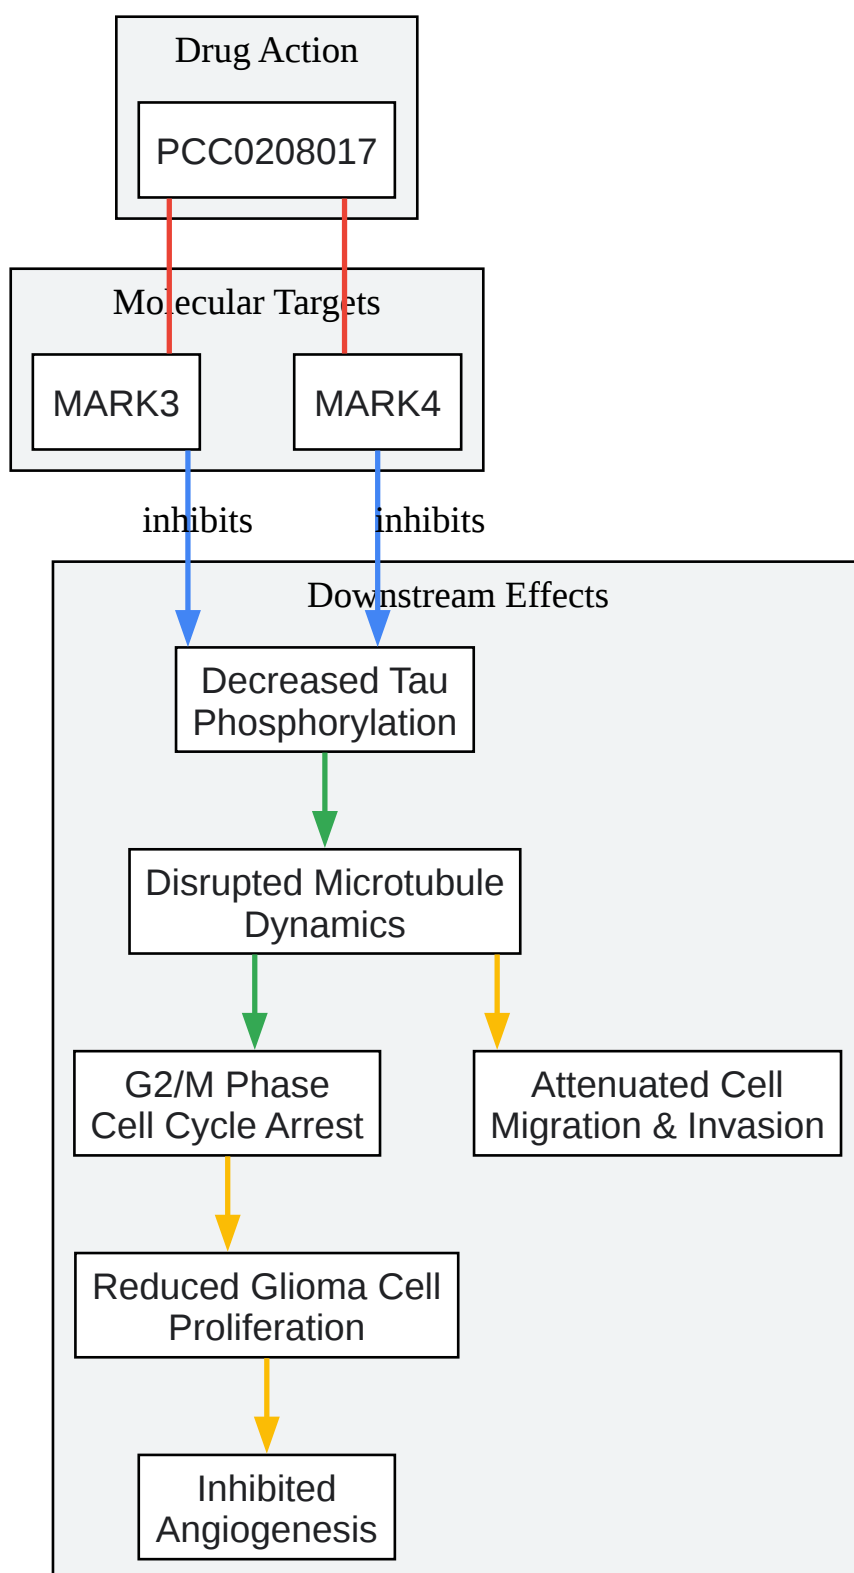 Drug Action
PCC0208017
Molecular Targets
MARK3
MARK4
inhibits
inhibits
Downstream Effects
Decreased Tau
Phosphorylation
Disrupted Microtubule
Dynamics
G2/M Phase
Cell Cycle Arrest
Attenuated Cell
Migration & Invasion
Reduced Glioma Cell
Proliferation
Inhibited
Angiogenesis